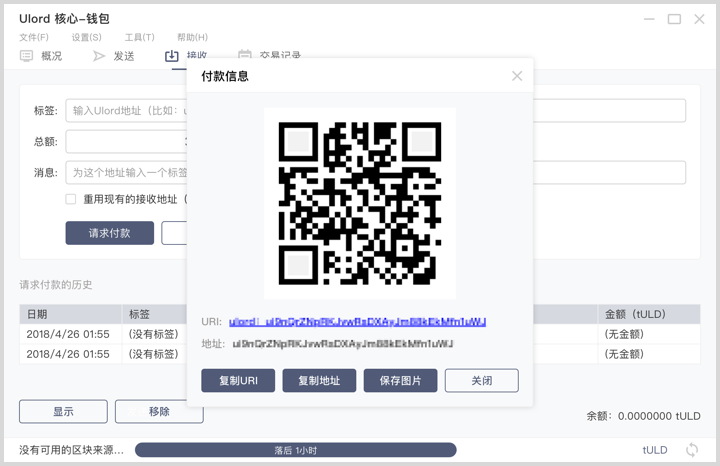 Ulord 核心-钱包
文件(F) 设置(S) 工具(T) 帮助(H)
概况 发送 接收 交易记录
付款信息
标签: 输入Ulord地址（比如：u
总额:
消息: 为这个地址输入一个标签
重用现有的接收地址（
请求付款
请求付款的历史
日期 标签 金额（tULD）
2018/4/26 01:55 (没有标签) (无金额)
2018/4/26 01:55 (没有标签) (无金额)
URI:
地址:
复制URI 复制地址 保存图片 关闭
显示 移除
余额: 0.0000000 tULD
没有可用的区块来源... 落后 1小时 tULD